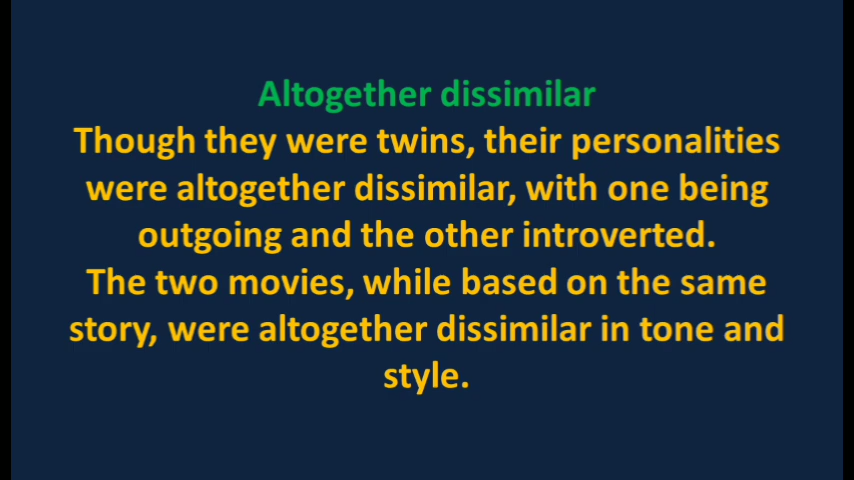 Altogether dissimilar
Though they were twins, their personalities
were altogether dissimilar, with one being
outgoing and the other introverted.
The two movies, while based on the same
story, were altogether dissimilar in tone and
style.